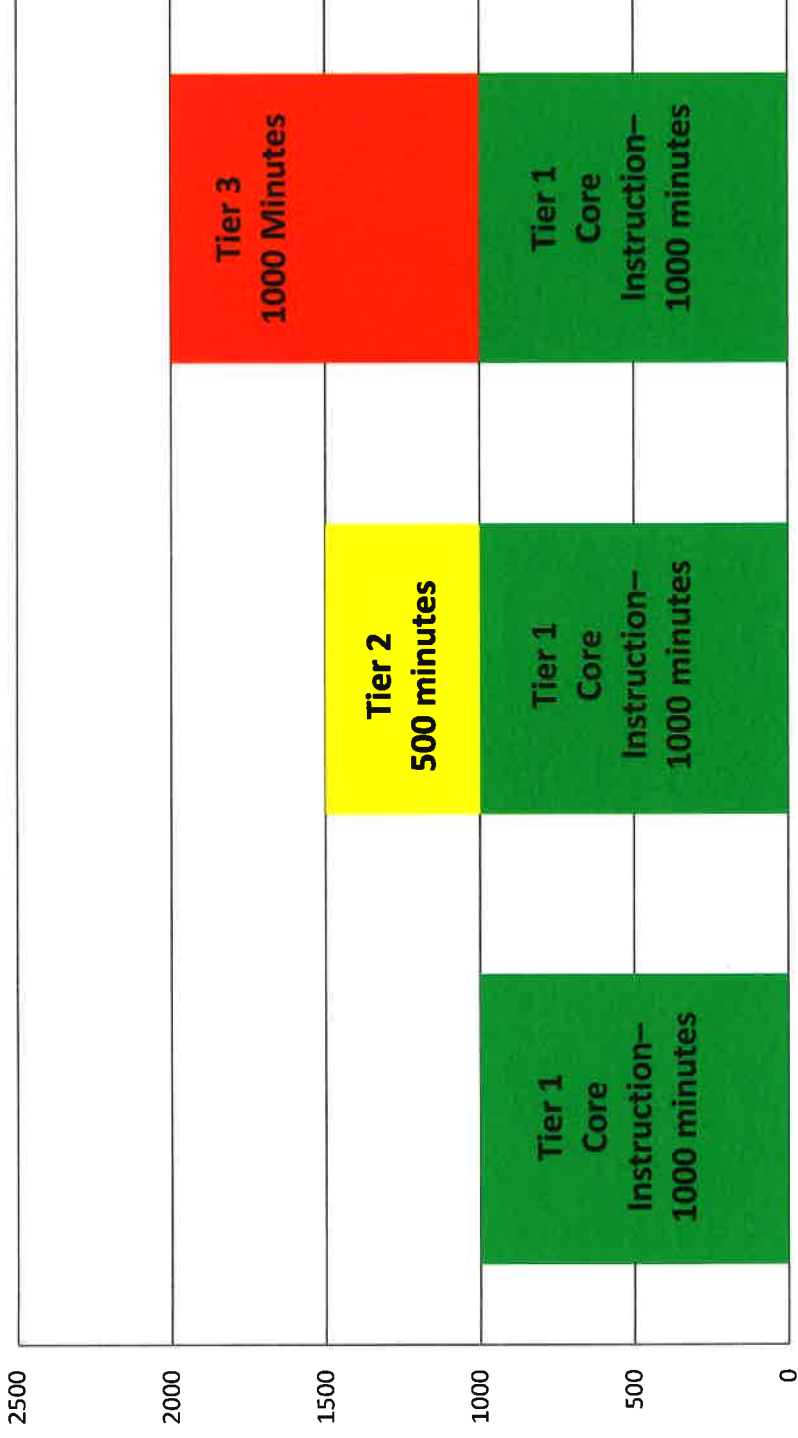 2500
2000
1500
1000
500
0
Tier 1
Core
Instruction–
1000 minutes
Tier 2
500 minutes
Tier 1
Core
Instruction–
1000 minutes
Tier 3
1000 Minutes
Tier 1
Core
Instruction–
1000 minutes